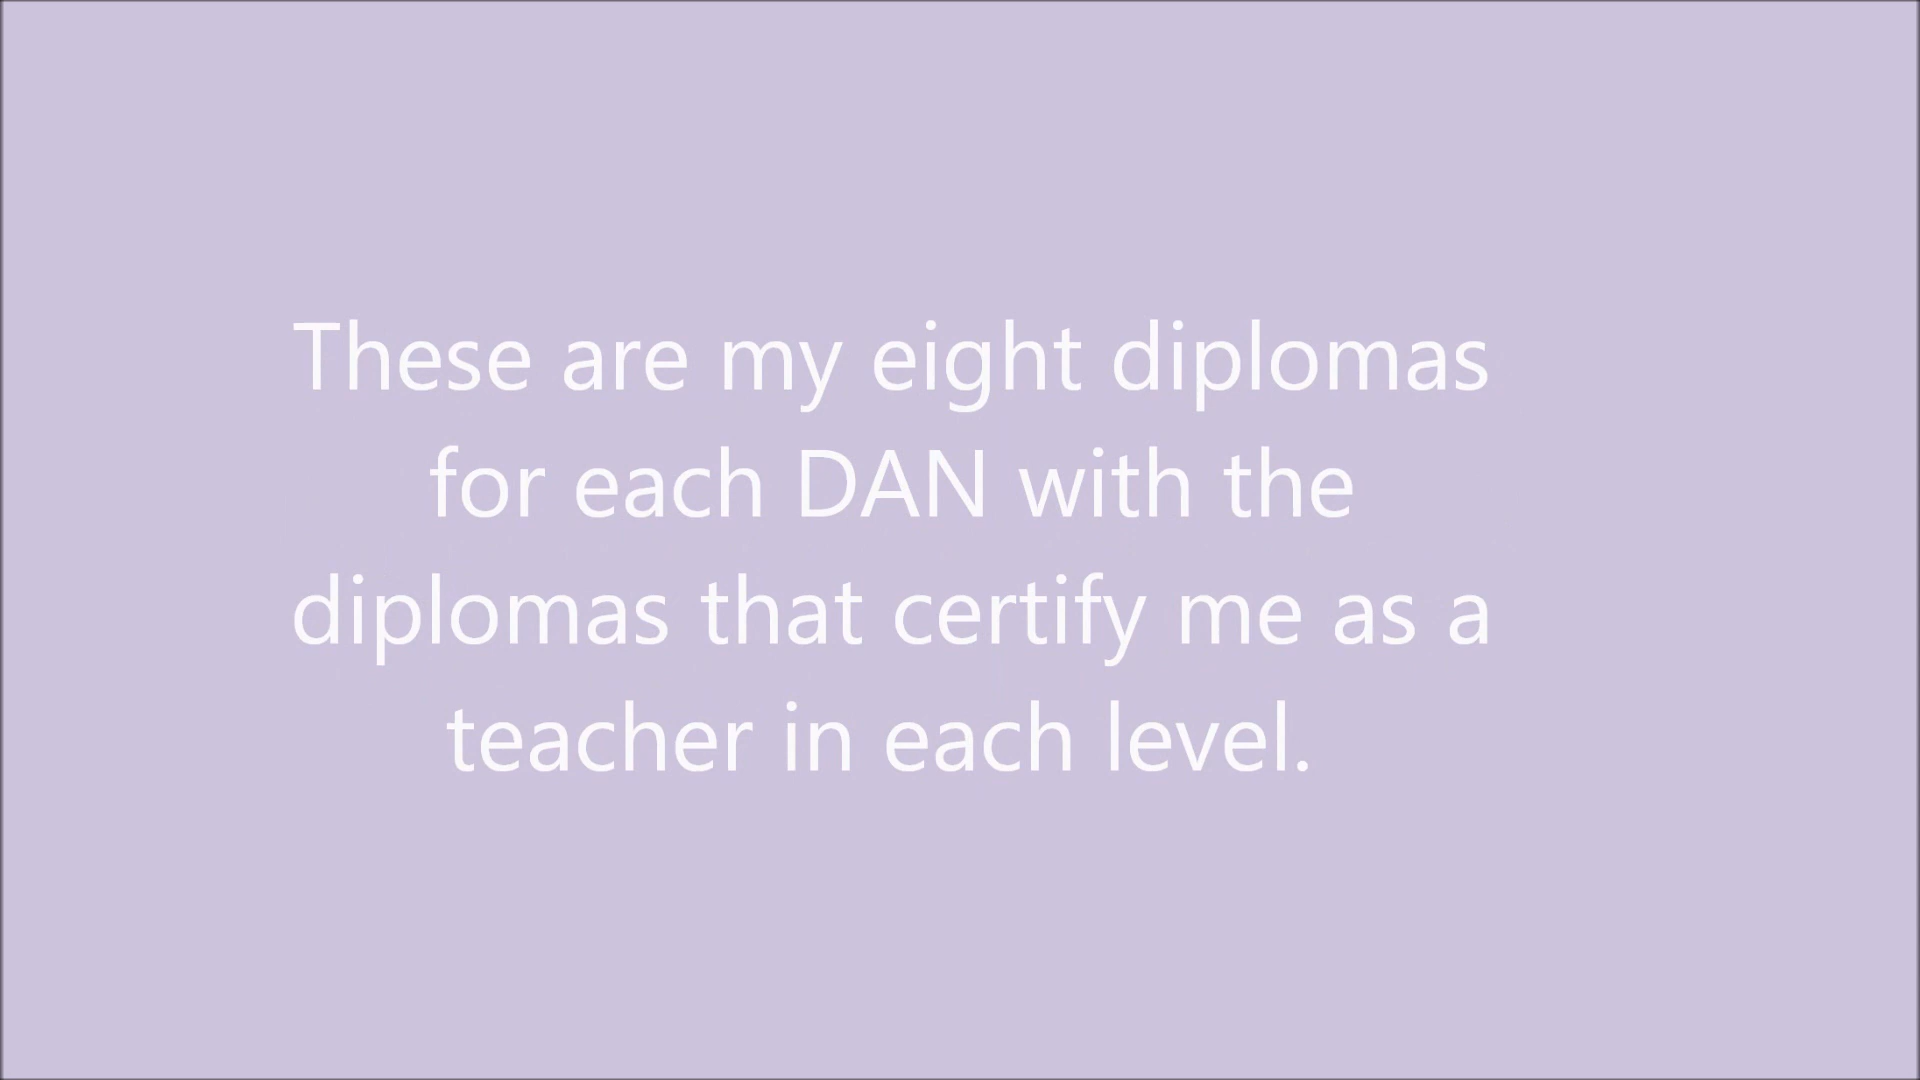 These are my eight diplomas
for each DAN with the
diplomas that certify me as a
teacher in each level.